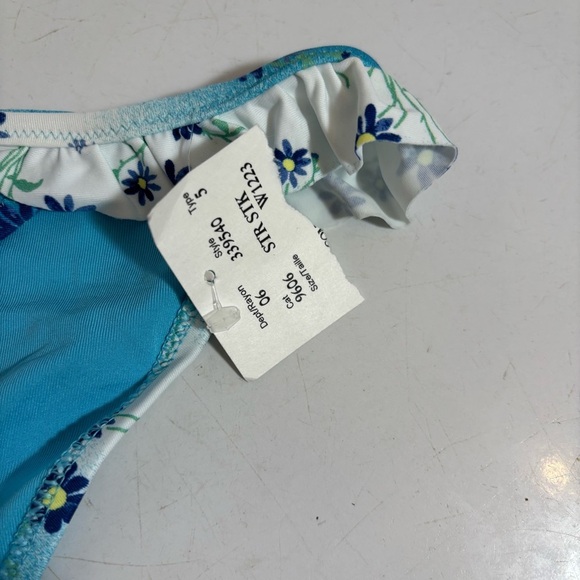 Dept/Rayon Style Type
06 339540 5
Cat STR STK
9606 W1223
Size/Taille